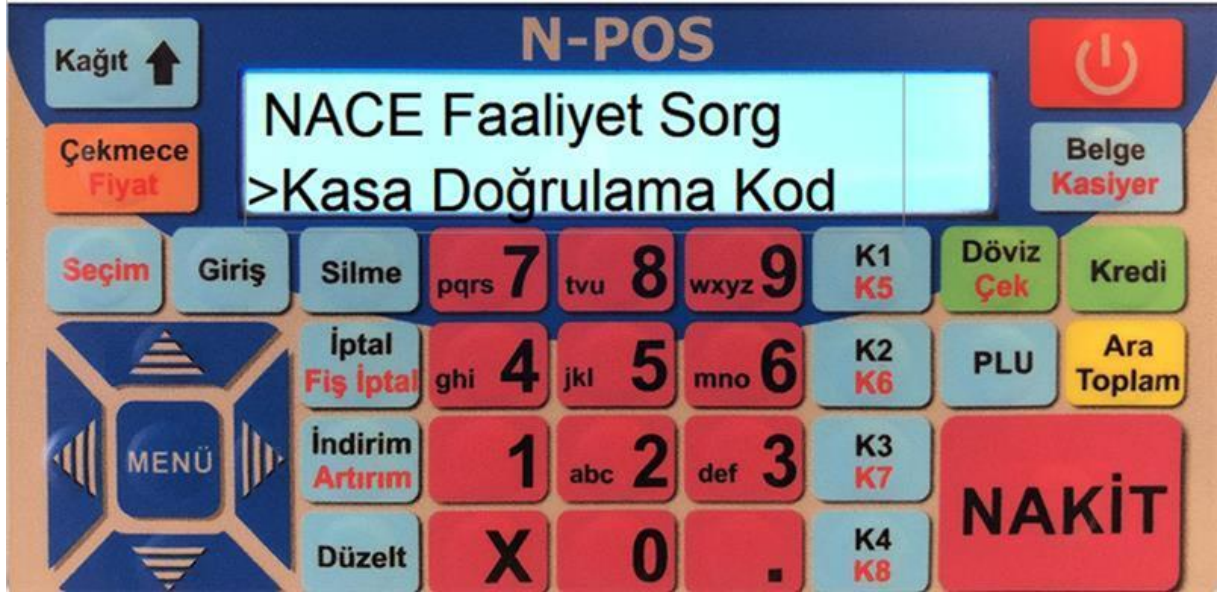 N-POS
Kağıt
NACE Faaliyet Sorg
>Kasa Doğrulama Kod
Çekmece
Fiyat
Belge
Kasiyer
Seçim
Giriş
Silme
pqrs 7
tvu 8
wxyz 9
K1
K5
Döviz
Çek
Kredi
İptal
Fiş İptal
ghi 4
jkl 5
mno 6
K2
K6
PLU
Ara
Toplam
MENÜ
İndirim
Artırım
1
abc 2
def 3
K3
K7
NAKİT
Düzelt
X
0
.
K4
K8